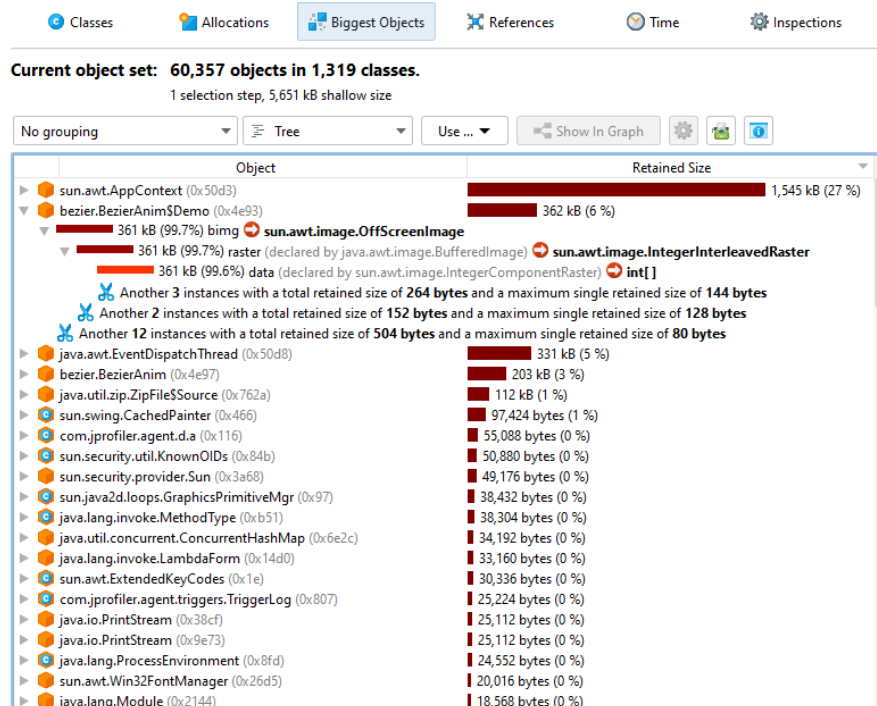 Classes Allocations Biggest Objects References Time Inspections
Current object set: 60,357 objects in 1,319 classes.
1 selection step, 5,651 kB shallow size
No grouping Tree Use ... Show In Graph
Object Retained Size
sun.awt.AppContext (0x50d3) 1,545 kB (27 %)
bezier.BezierAnim$Demo (0x4e93) 362 kB (6 %)
361 kB (99.7%) bimg sun.awt.image.OffScreenImage
361 kB (99.7%) raster (declared by java.awt.image.BufferedImage) sun.awt.image.IntegerInterleavedRaster
361 kB (99.6%) data (declared by sun.awt.image.IntegerComponentRaster) int[ ]
Another 3 instances with a total retained size of 264 bytes and a maximum single retained size of 144 bytes
Another 2 instances with a total retained size of 152 bytes and a maximum single retained size of 128 bytes
Another 12 instances with a total retained size of 504 bytes and a maximum single retained size of 80 bytes
java.awt.EventDispatchThread (0x50d8) 331 kB (5 %)
bezier.BezierAnim (0x4e97) 203 kB (3 %)
java.util.zip.ZipFile$Source (0x762a) 112 kB (1 %)
sun.swing.CachedPainter (0x466) 97,424 bytes (1 %)
com.jprofiler.agent.d.a (0x116) 55,088 bytes (0 %)
sun.security.util.KnownOIDs (0x84b) 50,880 bytes (0 %)
sun.security.provider.Sun (0x3a68) 49,176 bytes (0 %)
sun.java2d.loops.GraphicsPrimitiveMgr (0x97) 38,432 bytes (0 %)
java.lang.invoke.MethodType (0xb51) 38,304 bytes (0 %)
java.util.concurrent.ConcurrentHashMap (0x6e2c) 34,192 bytes (0 %)
java.lang.invoke.LambdaForm (0x14d0) 33,160 bytes (0 %)
sun.awt.ExtendedKeyCodes (0x1e) 30,336 bytes (0 %)
com.jprofiler.agent.triggers.TriggerLog (0x807) 25,224 bytes (0 %)
java.io.PrintStream (0x38cf) 25,112 bytes (0 %)
java.io.PrintStream (0x9e73) 25,112 bytes (0 %)
java.lang.ProcessEnvironment (0x8fd) 24,552 bytes (0 %)
sun.awt.Win32FontManager (0x26d5) 20,016 bytes (0 %)
java.lang.Module (0x2144) 18,568 bytes (0 %)